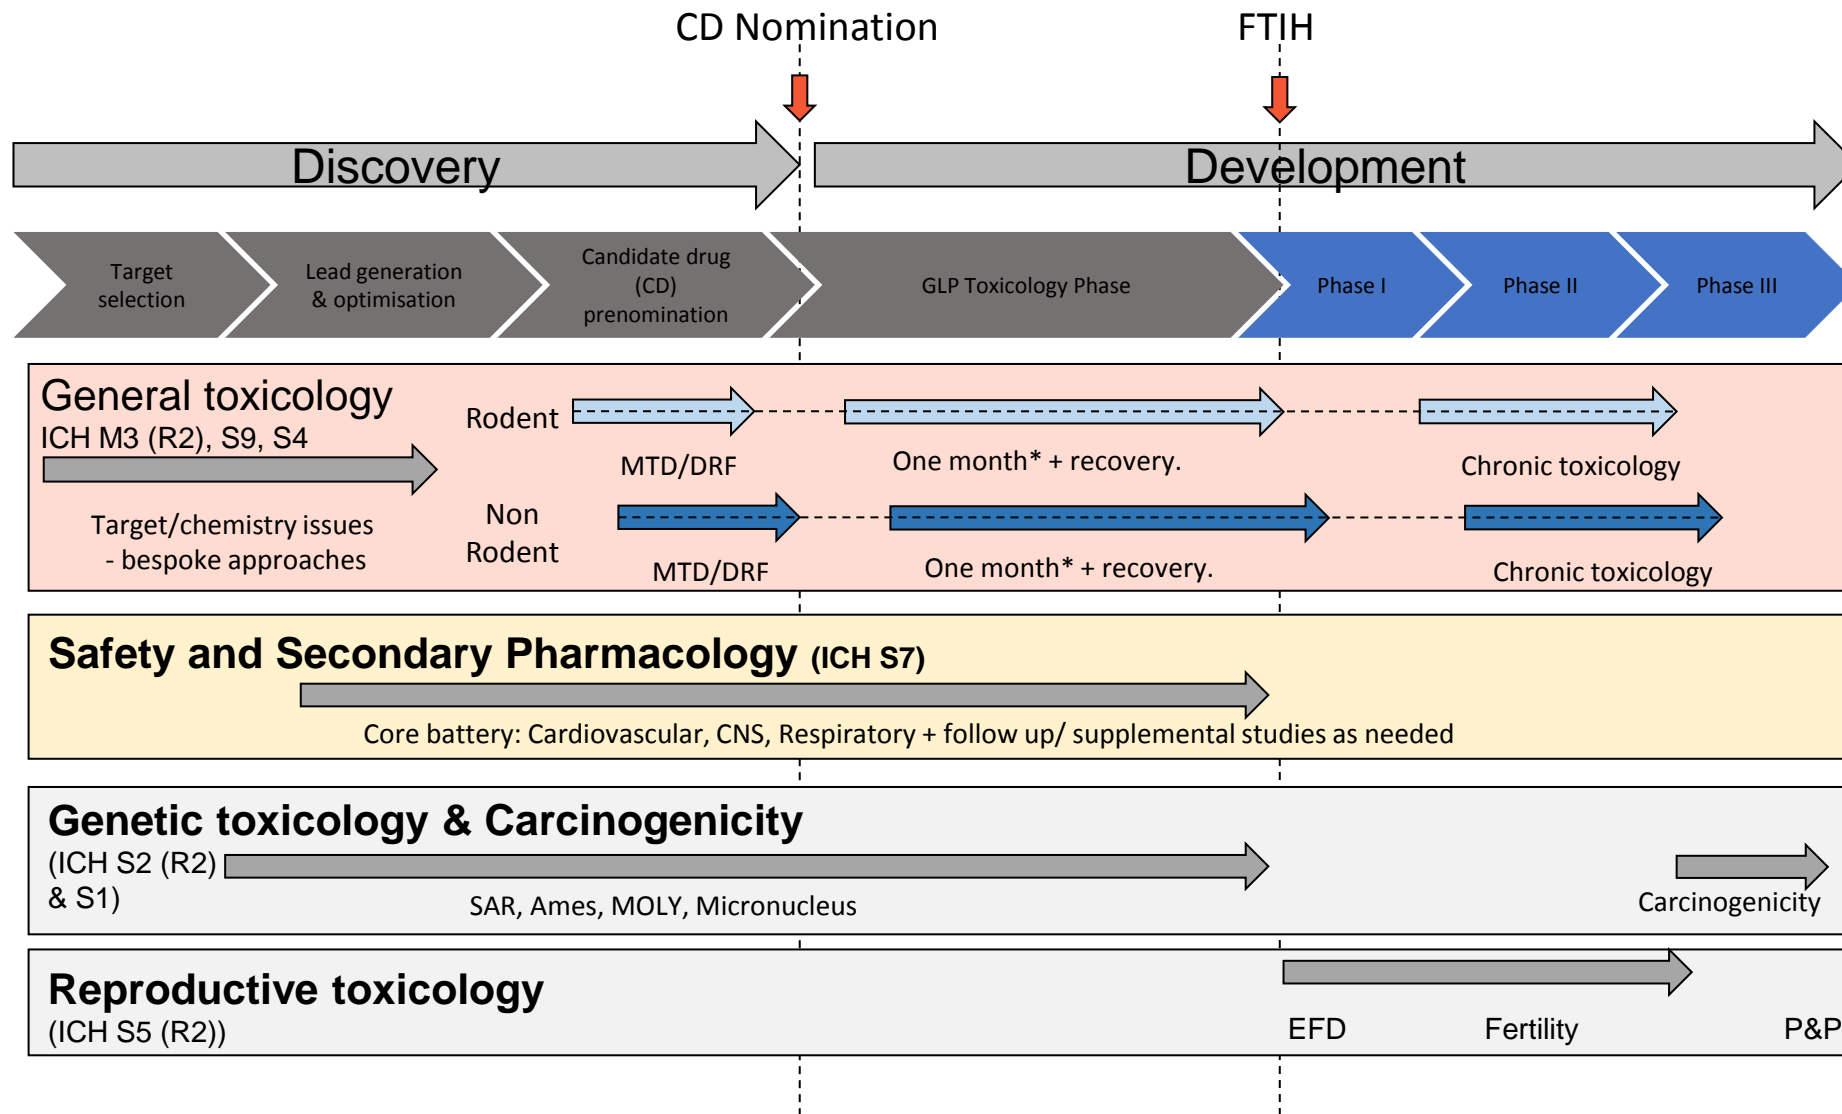 CD Nomination
FTIH
Discovery
Development
Target
selection
Lead generation
& optimisation
Candidate drug
(CD)
prenomination
GLP Toxicology Phase
Phase I
Phase II
Phase III
General toxicology
ICH M3 (R2), S9, S4
Target/chemistry issues
- bespoke approaches
Rodent
MTD/DRF
One month* + recovery.
Chronic toxicology
Non
Rodent
MTD/DRF
One month* + recovery.
Chronic toxicology
Safety and Secondary Pharmacology (ICH S7)
Core battery: Cardiovascular, CNS, Respiratory + follow up/ supplemental studies as needed
Genetic toxicology & Carcinogenicity
(ICH S2 (R2)
& S1)
SAR, Ames, MOLY, Micronucleus
Carcinogenicity
Reproductive toxicology
(ICH S5 (R2))
EFD
Fertility
P&P